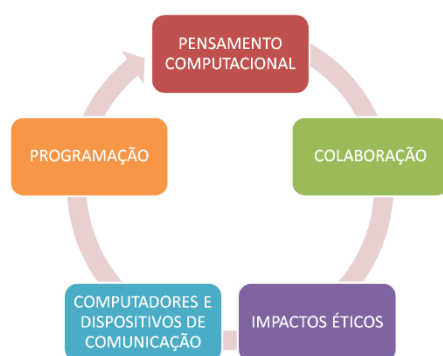 PENSAMENTO
COMPUTACIONAL
COLABORAÇÃO
IMPACTOS ÉTICOS
COMPUTADORES E
DISPOSITIVOS DE
COMUNICAÇÃO
PROGRAMAÇÃO